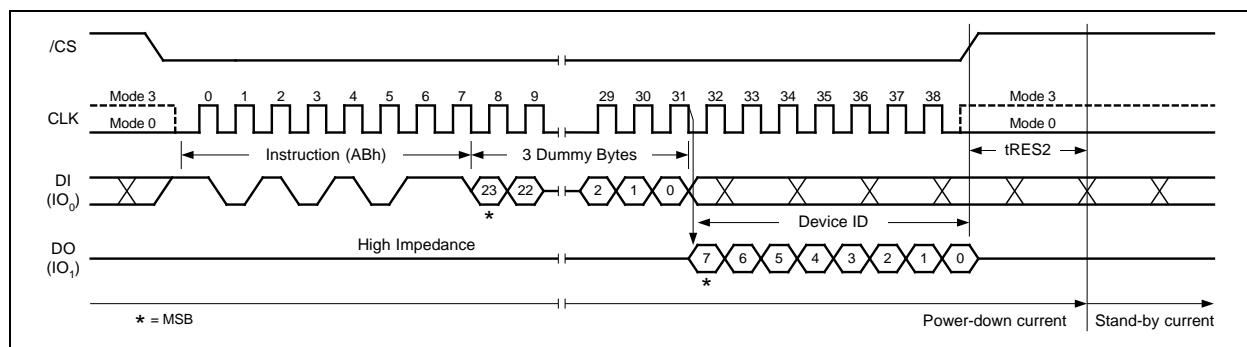 /CS
Mode 3 0 1 2 3 4 5 6 7 8 9 29 30 31 32 33 34 35 36 37 38 Mode 3
CLK Mode 0 Mode 0
Instruction (ABh) 3 Dummy Bytes tRES2
DI
(IO0) 23 22 2 1 0
*
Device ID
High Impedance
DO
(IO1) 7 6 5 4 3 2 1 0
*
* = MSB
Power-down current Stand-by current